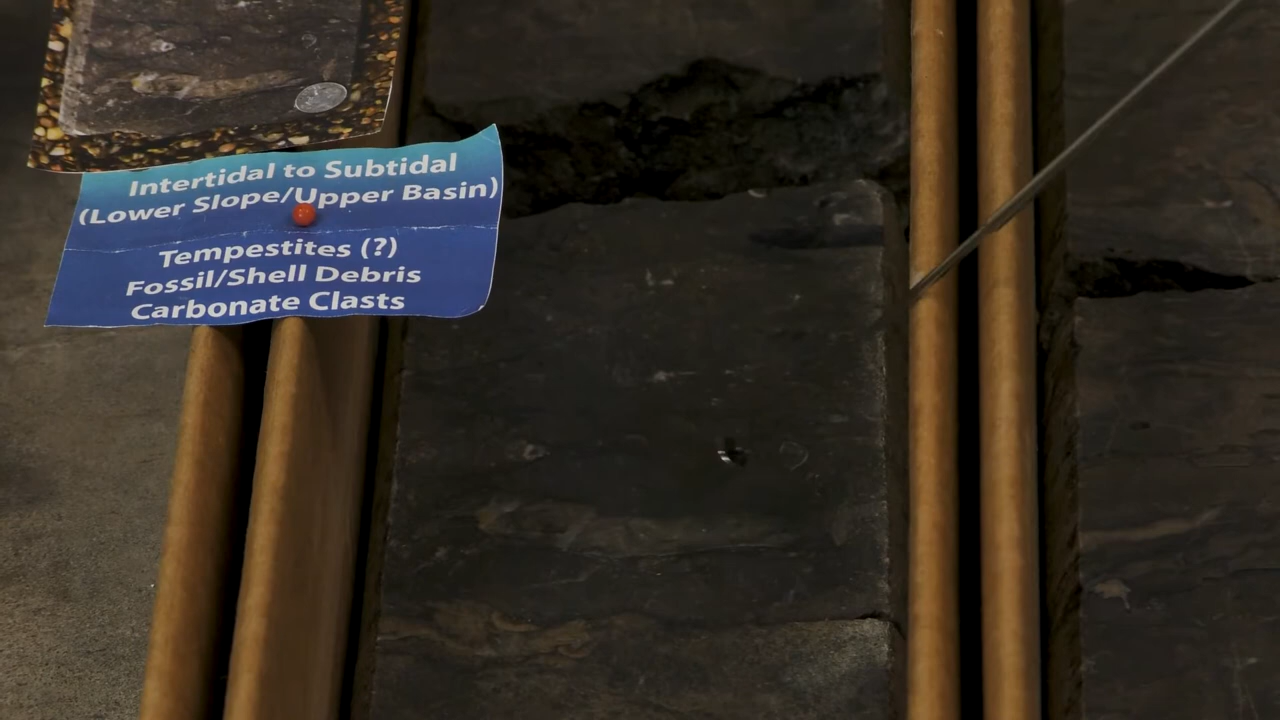 Intertidal to Subtidal
(Lower Slope/Upper Basin)
Tempestites (?)
Fossil/Shell Debris
Carbonate Clasts